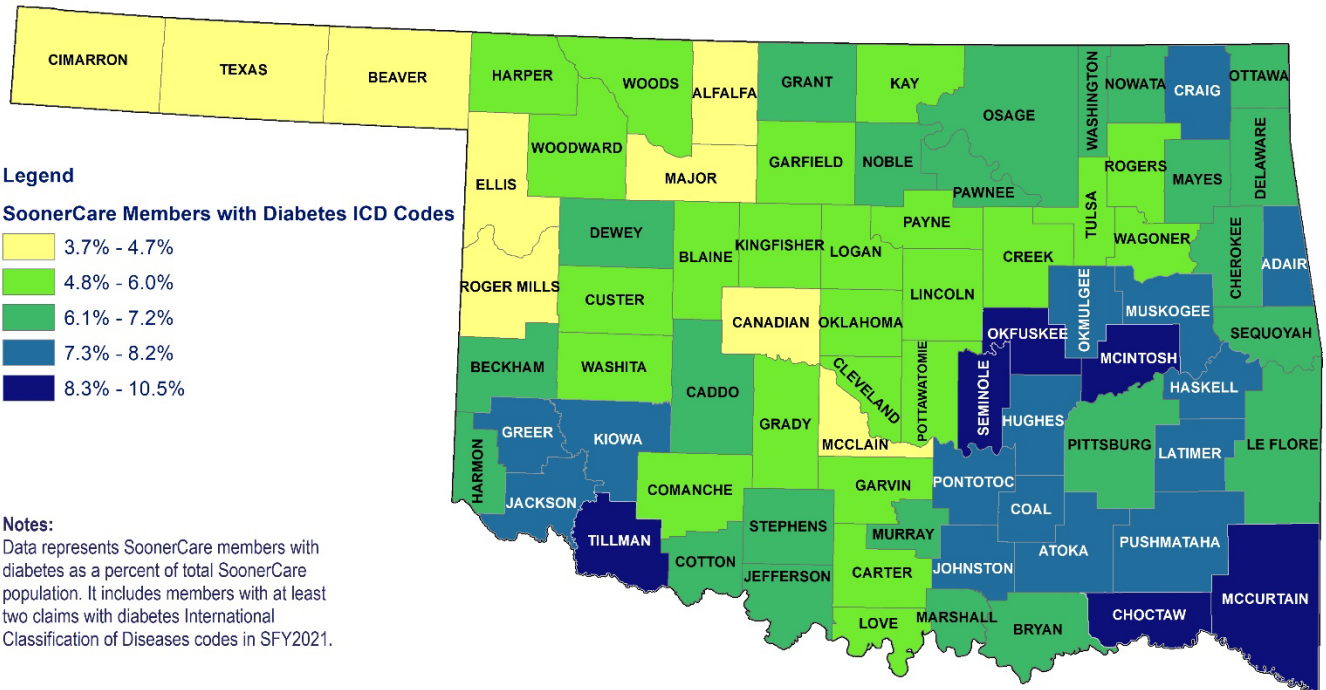 CIMARRON
TEXAS
BEAVER
HARPER
WOODS
ALFALFA
GRANT
KAY
OSAGE
WASHINGTON
NOWATA
CRAIG
OTTAWA
WOODWARD
ELLIS
MAJOR
GARFIELD
NOBLE
PAWNEE
ROGERS
MAYES
DELAWARE
TULSA
Legend
SoonerCare Members with Diabetes ICD Codes
3.7% - 4.7%
4.8% - 6.0%
6.1% - 7.2%
7.3% - 8.2%
8.3% - 10.5%
DEWEY
BLAINE
KINGFISHER
LOGAN
PAYNE
CREEK
WAGONER
CHEROKEE
ADAIR
ROGER MILLS
CUSTER
CANADIAN
OKLAHOMA
LINCOLN
OKMULGEE
MUSKOGEE
OKFUSKEE
MCINTOSH
SEQUOYAH
BECKHAM
WASHITA
CADDO
CLEVELAND
POTTAWATOMIE
SEMINOLE
HASKELL
HUGHES
GRADY
MCCLAIN
PITTSBURG
LATIMER
LE FLORE
GREER
KIOWA
HARMON
JACKSON
COMANCHE
GARVIN
PONTOTOC
COAL
TILLMAN
STEPHENS
MURRAY
ATOKA
PUSHMATAHA
COTTON
JEFFERSON
CARTER
JOHNSTON
LOVE
MARSHALL
BRYAN
CHOCTAW
MCCURTAIN
Notes:
Data represents SoonerCare members with
diabetes as a percent of total SoonerCare
population. It includes members with at least
two claims with diabetes International
Classification of Diseases codes in SFY2021.